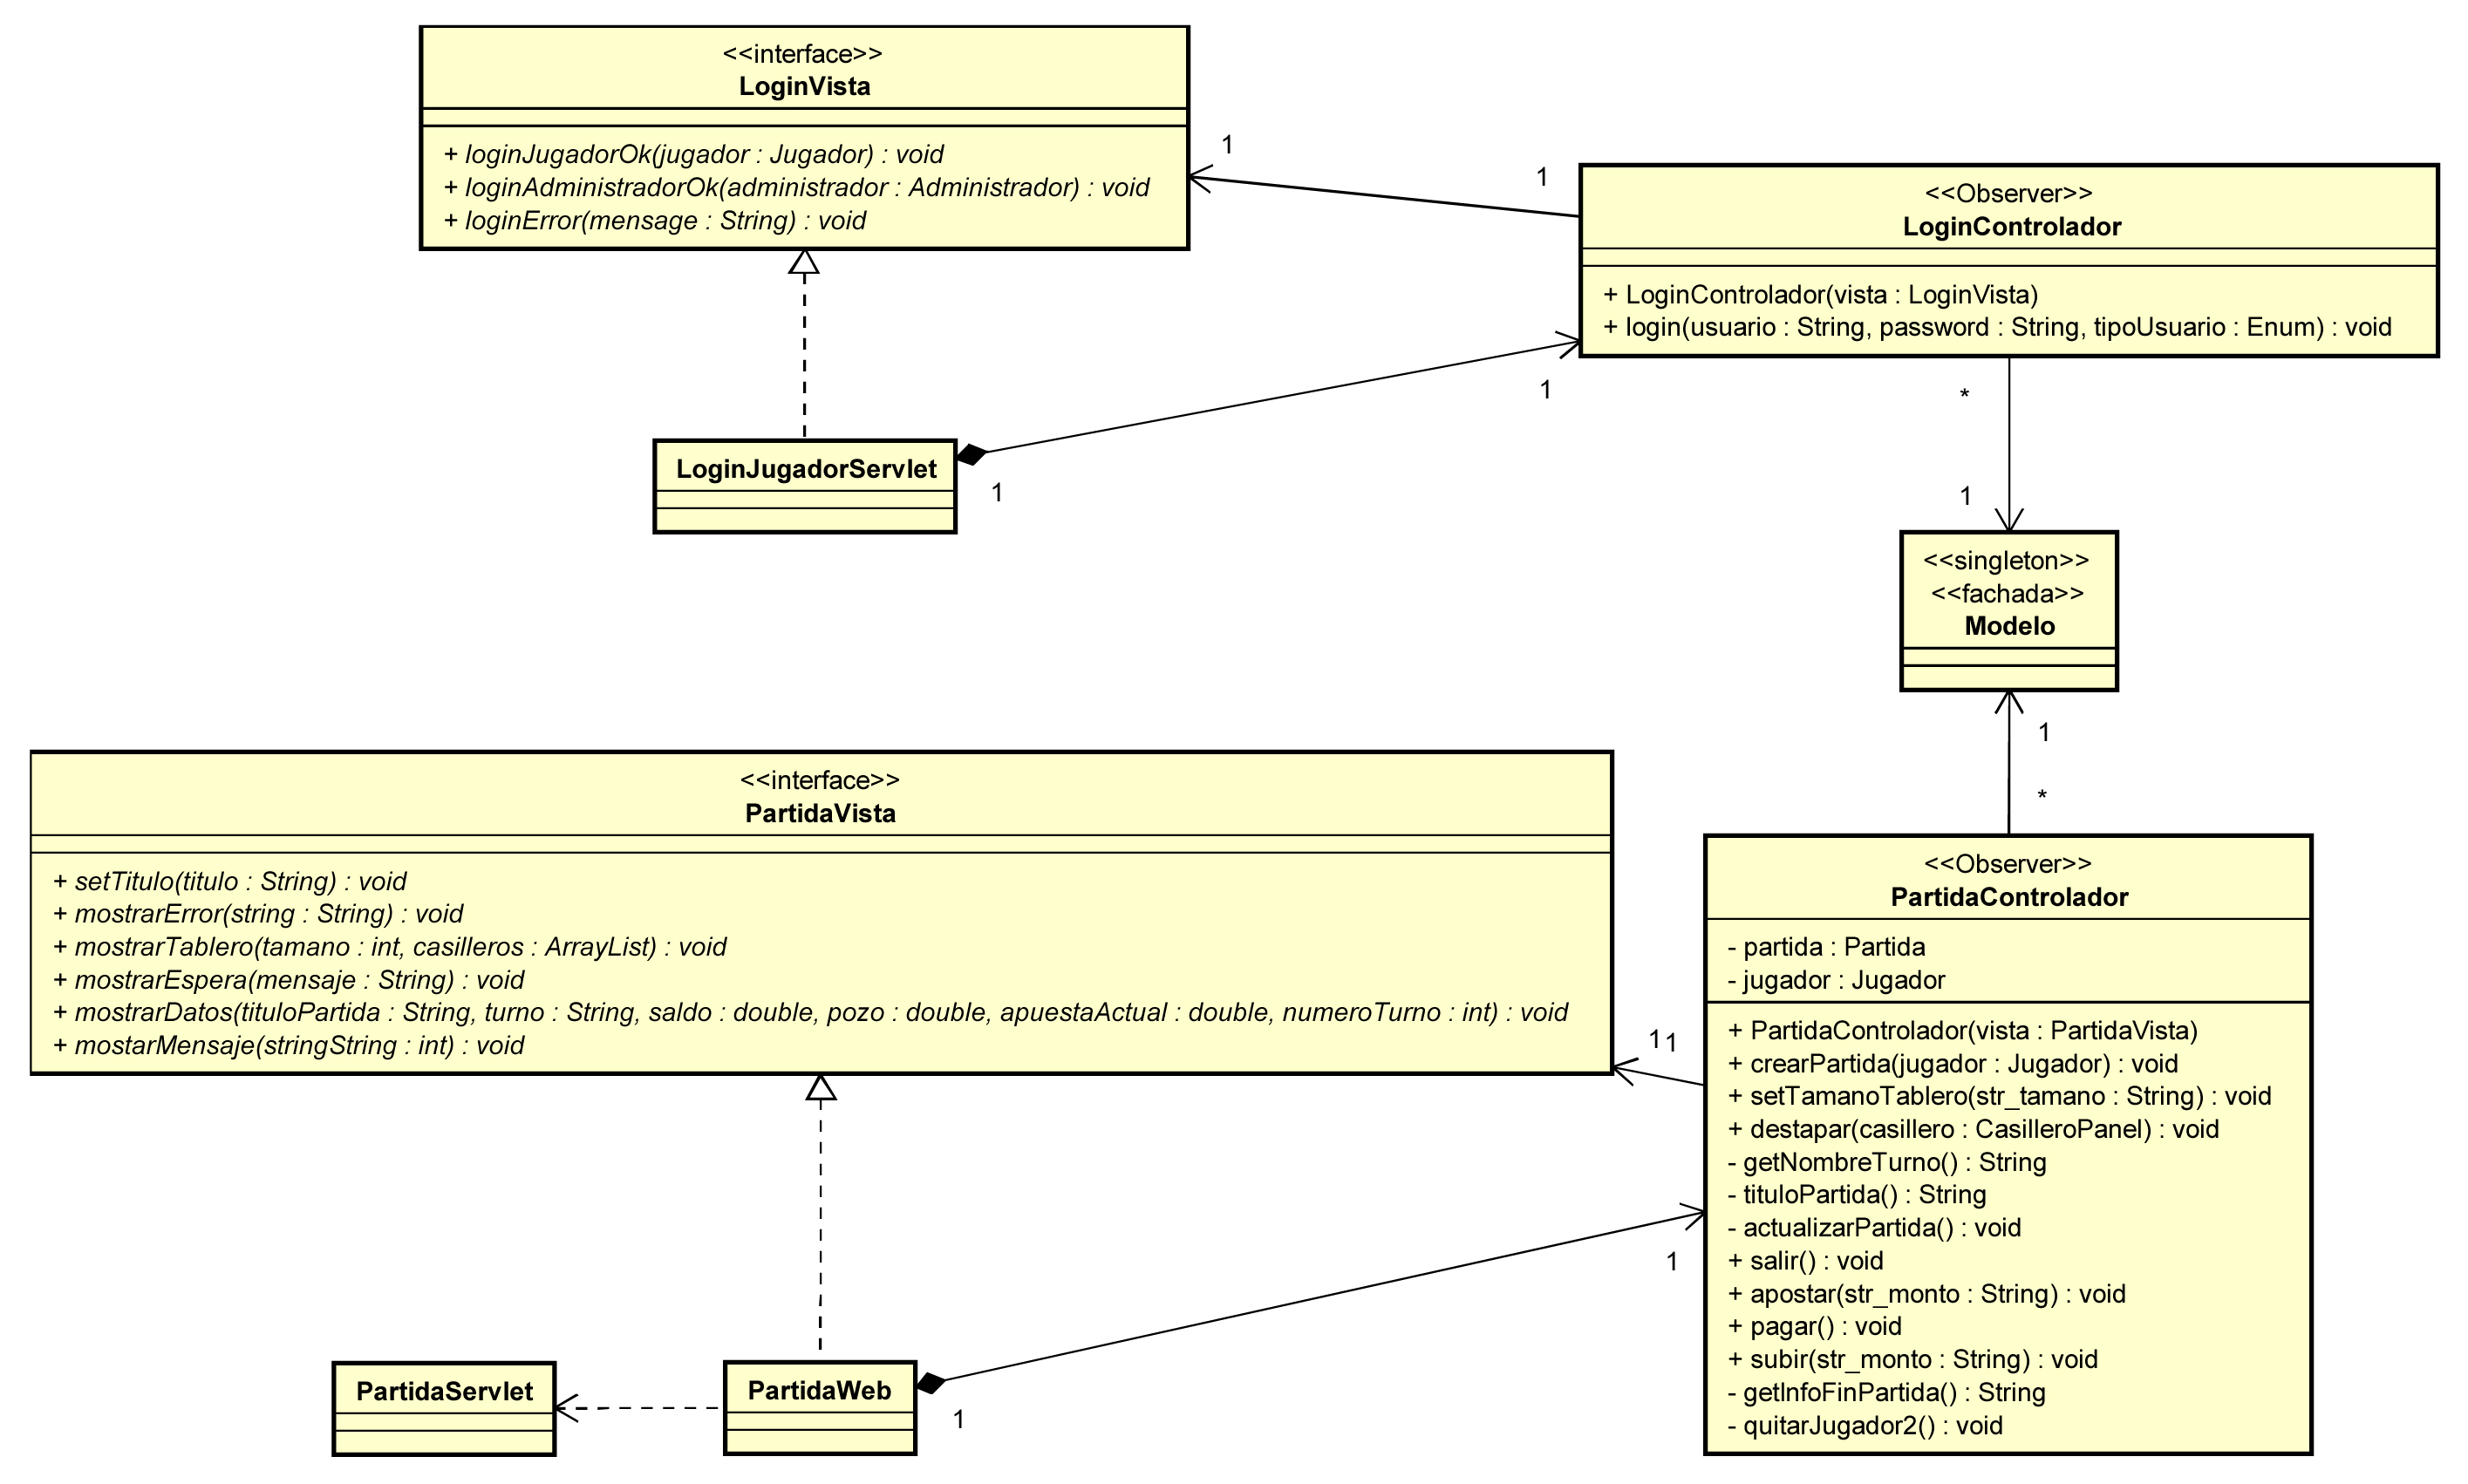 <<interface>>
LoginVista
+ loginJugadorOk(jugador : Jugador) : void
+ loginAdministradorOk(administrador : Administrador) : void
+ loginError(mensage : String) : void
1
1
<<Observer>>
LoginControlador
+ LoginControlador(vista : LoginVista)
+ login(usuario : String, password : String, tipoUsuario : Enum) : void
1
*
LoginJugadorServlet
1
1
<<singleton>>
<<fachada>>
Modelo
1
*
<<interface>>
PartidaVista
+ setTitulo(titulo : String) : void
+ mostrarError(string : String) : void
+ mostrarTablero(tamano : int, casilleros : ArrayList) : void
+ mostrarEspera(mensaje : String) : void
+ mostrarDatos(tituloPartida : String, turno : String, saldo : double, pozo : double, apuestaActual : double, numeroTurno : int) : void
+ mostarMensaje(stringString : int) : void
1
1
<<Observer>>
PartidaControlador
- partida : Partida
- jugador : Jugador
+ PartidaControlador(vista : PartidaVista)
+ crearPartida(jugador : Jugador) : void
+ setTamanoTablero(str_tamano : String) : void
+ destapar(casillero : CasilleroPanel) : void
- getNombreTurno() : String
- tituloPartida() : String
- actualizarPartida() : void
+ salir() : void
+ apostar(str_monto : String) : void
+ pagar() : void
+ subir(str_monto : String) : void
- getInfoFinPartida() : String
- quitarJugador2() : void
1
PartidaServlet
PartidaWeb
1